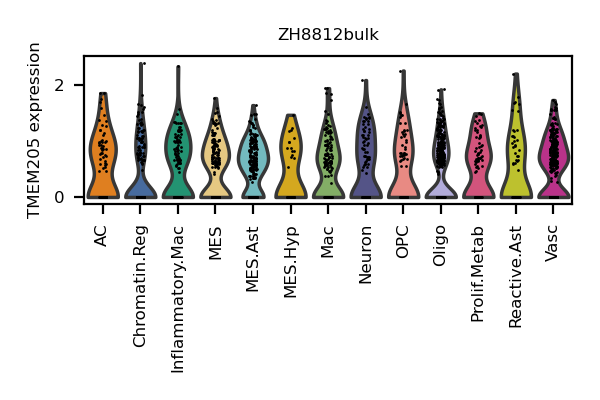 ZH8812bulk
TMEM205 expression
2
0
AC
Chromatin.Reg
Inflammatory.Mac
MES
MES.Ast
MES.Hyp
Mac
Neuron
OPC
Oligo
Prolif.Metab
Reactive.Ast
Vasc